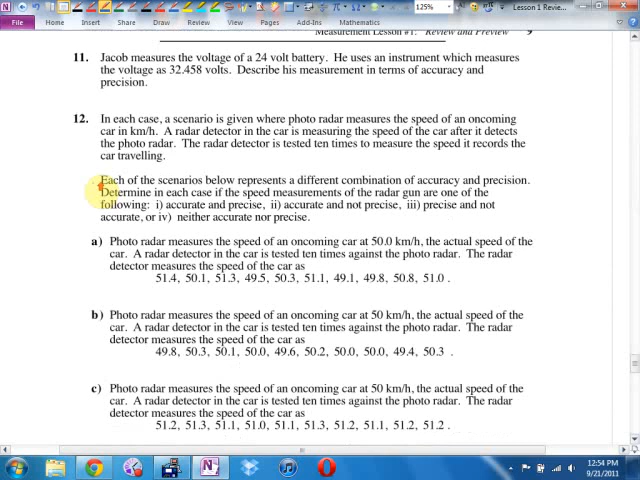 125%
Lesson 1 Revie...
File
Home
Insert
Share
Draw
Review
View
Pop Up
Add-Ins
Mathematics
Measurement Lesson #1: Review and Preview 9
11. Jacob measures the voltage of a 24 volt battery. He uses an instrument which measures
the voltage as 32.458 volts. Describe his measurement in terms of accuracy and
precision.
12. In each case, a scenario is given where photo radar measures the speed of an oncoming
car in km/h. A radar detector in the car is measuring the speed of the car after it detects
the photo radar. The radar detector is tested ten times to measure the speed it records the
car travelling.
Each of the scenarios below represents a different combination of accuracy and precision.
Determine in each case if the speed measurements of the radar gun are one of the
following: i) accurate and precise, ii) accurate and not precise, iii) precise and not
accurate, or iv) neither accurate nor precise.
a) Photo radar measures the speed of an oncoming car at 50.0 km/h, the actual speed of the
car. A radar detector in the car is tested ten times against the photo radar. The radar
detector measures the speed of the car as
51.4, 50.1, 51.3, 49.5, 50.3, 51.1, 49.1, 49.8, 50.8, 51.0 .
b) Photo radar measures the speed of an oncoming car at 50 km/h, the actual speed of the
car. A radar detector in the car is tested ten times against the photo radar. The radar
detector measures the speed of the car as
49.8, 50.3, 50.1, 50.0, 49.6, 50.2, 50.0, 50.0, 49.4, 50.3 .
c) Photo radar measures the speed of an oncoming car at 50 km/h, the actual speed of the
car. A radar detector in the car is tested ten times against the photo radar. The radar
detector measures the speed of the car as
51.2, 51.3, 51.1, 51.0, 51.1, 51.3, 51.2, 51.1, 51.2, 51.2 .
12:54 PM
9/21/2011